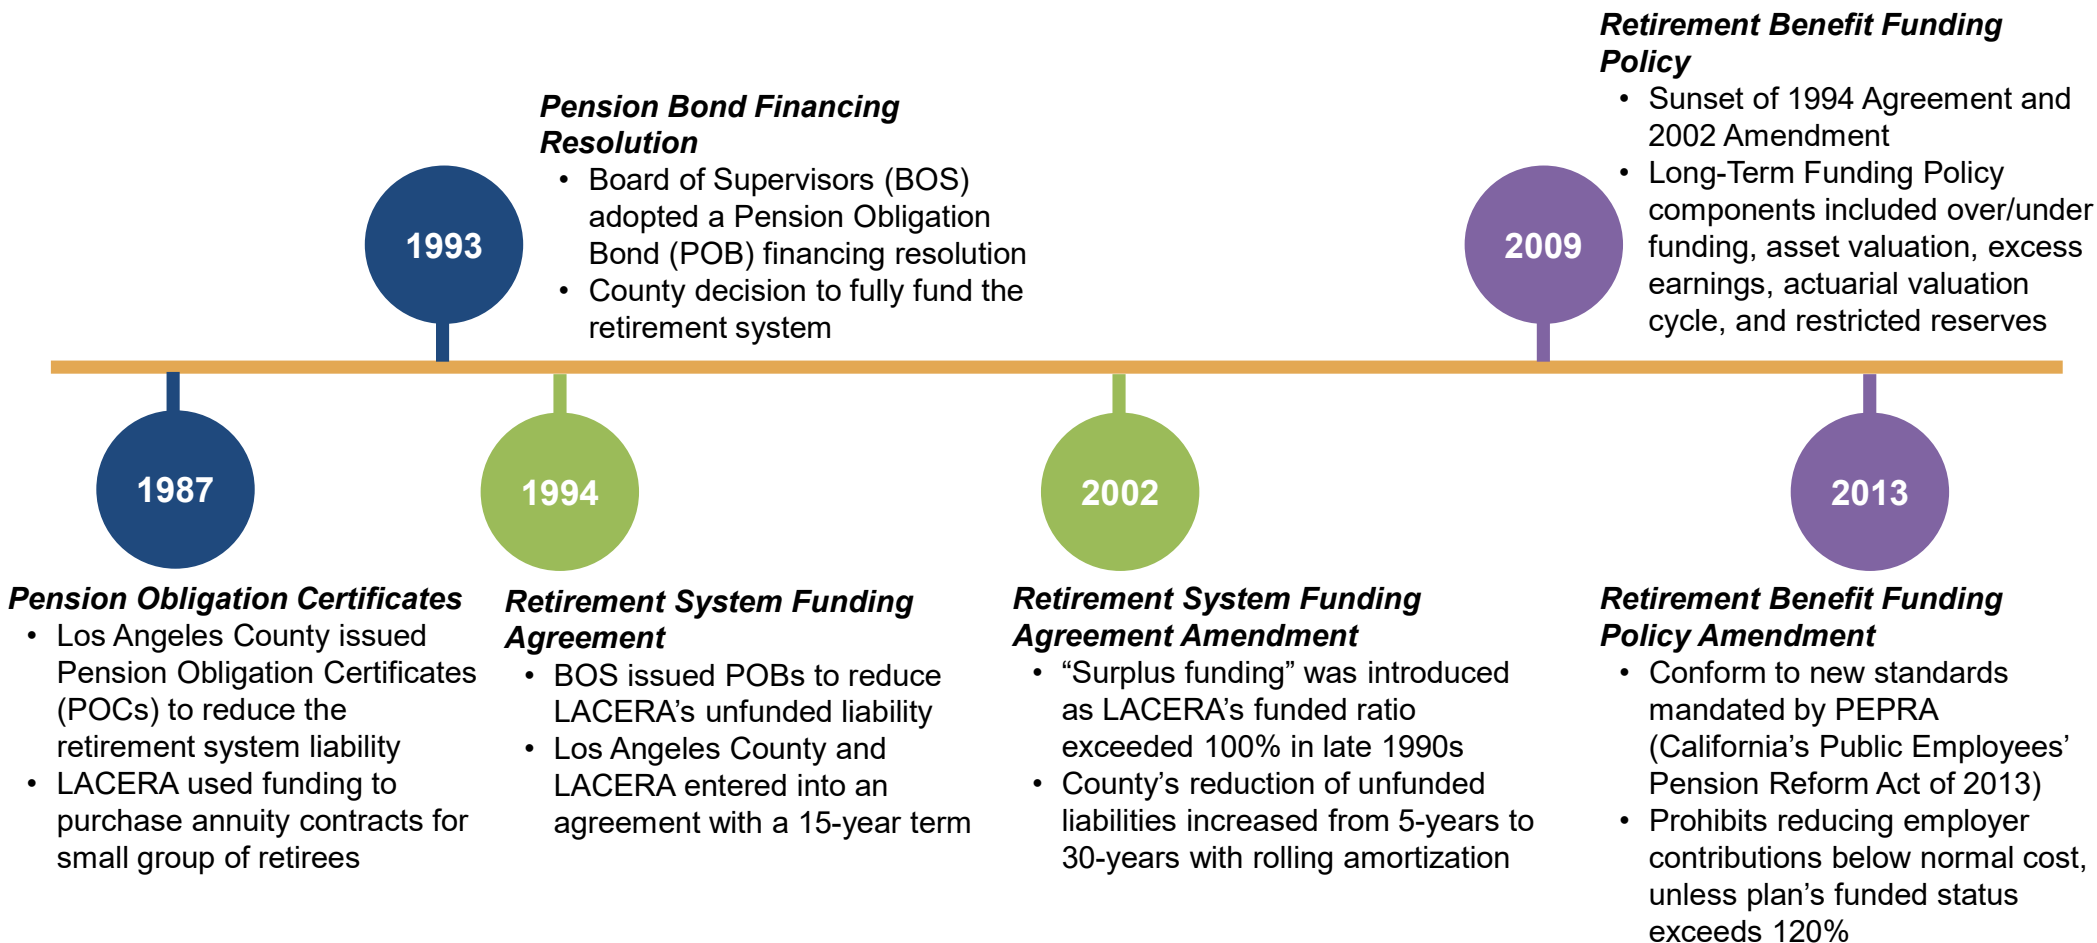 1987
Pension Obligation Certificates
• Los Angeles County issued
Pension Obligation Certificates
(POCs) to reduce the
retirement system liability
• LACERA used funding to
purchase annuity contracts for
small group of retirees
1993
Pension Bond Financing
Resolution
• Board of Supervisors (BOS)
adopted a Pension Obligation
Bond (POB) financing resolution
• County decision to fully fund the
retirement system
1994
Retirement System Funding
Agreement
• BOS issued POBs to reduce
LACERA’s unfunded liability
• Los Angeles County and
LACERA entered into an
agreement with a 15-year term
2002
Retirement System Funding
Agreement Amendment
• “Surplus funding” was introduced
as LACERA’s funded ratio
exceeded 100% in late 1990s
• County’s reduction of unfunded
liabilities increased from 5-years to
30-years with rolling amortization
2009
Retirement Benefit Funding
Policy
• Sunset of 1994 Agreement and
2002 Amendment
• Long-Term Funding Policy
components included over/under
funding, asset valuation, excess
earnings, actuarial valuation
cycle, and restricted reserves
2013
Retirement Benefit Funding
Policy Amendment
• Conform to new standards
mandated by PEPRA
(California’s Public Employees’
Pension Reform Act of 2013)
• Prohibits reducing employer
contributions below normal cost,
unless plan’s funded status
exceeds 120%